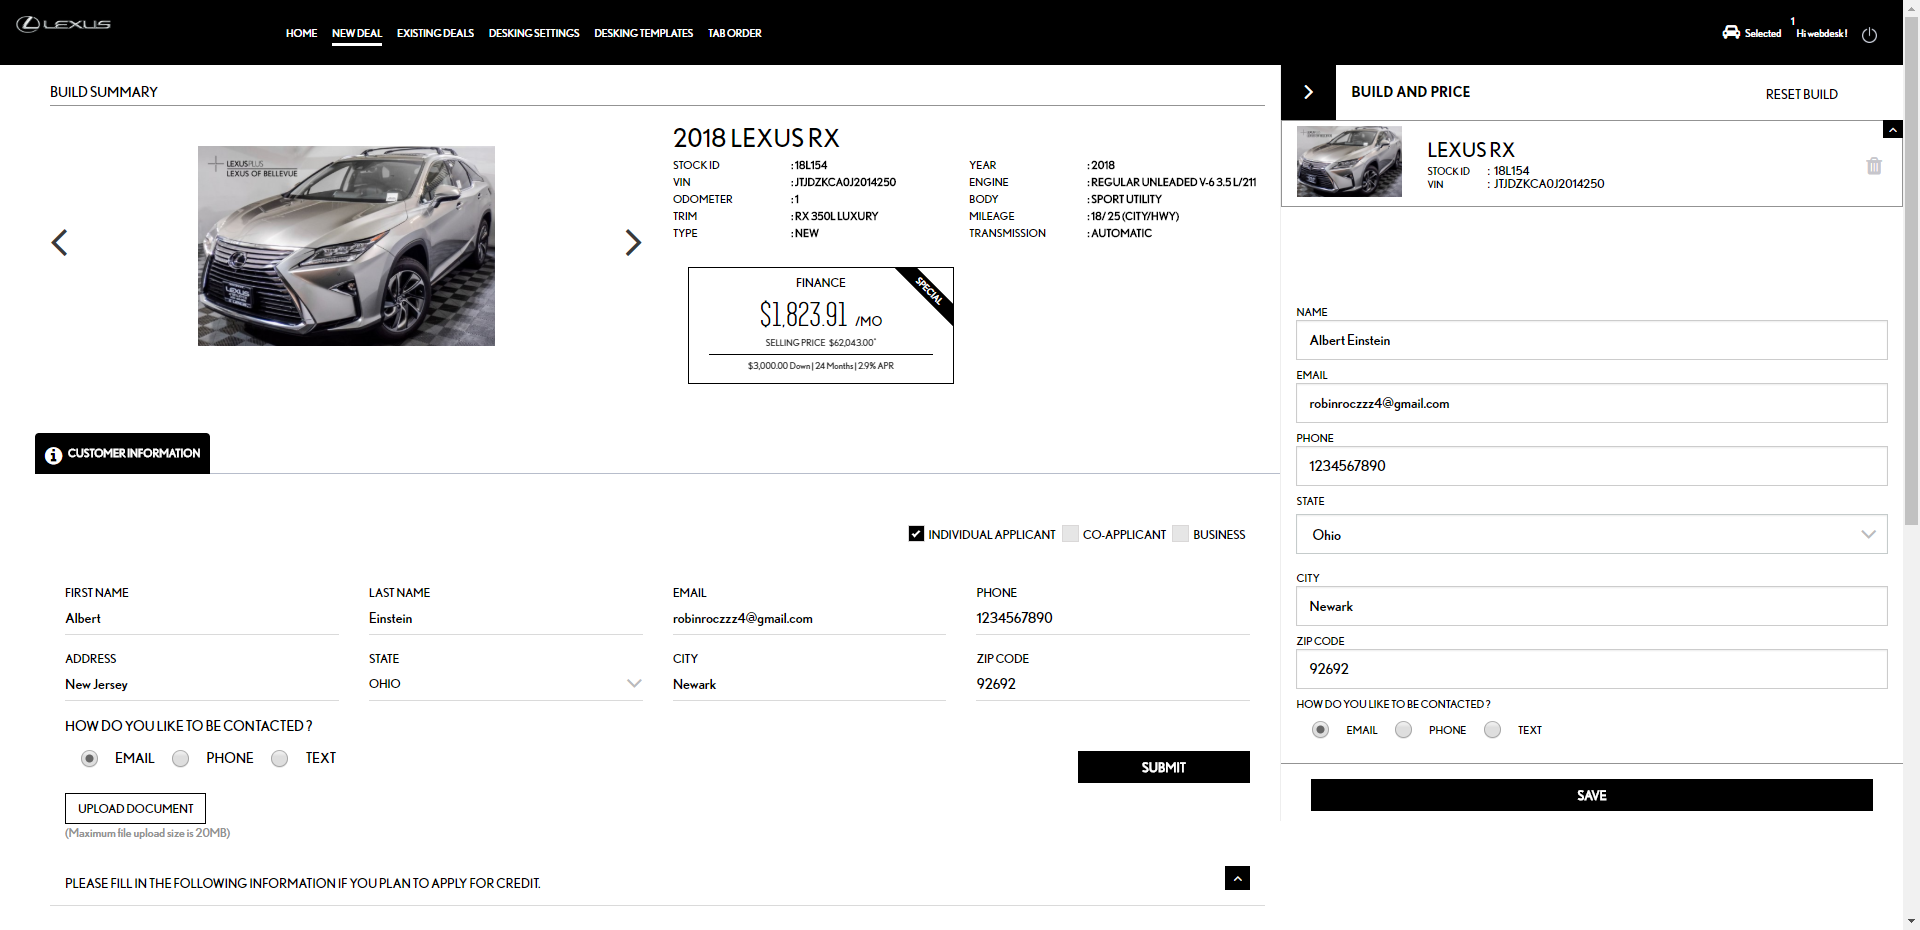 LEXUS
HOME NEW DEAL EXISTING DEALS DESKING SETTINGS DESKING TEMPLATES TAB ORDER
1
Selected Hi webdesk!
BUILD SUMMARY
LEXUSPLUS
LEXUS OF BELLEVUE
LEXUS
2018 LEXUS RX
STOCK ID : 18L154
VIN : JTJDZKCA0J2014250
ODOMETER : 1
TRIM : RX 350L LUXURY
TYPE : NEW
YEAR : 2018
ENGINE : REGULAR UNLEADED V-6 3.5 L/211
BODY : SPORT UTILITY
MILEAGE : 18/ 25 (CITY/HWY)
TRANSMISSION : AUTOMATIC
FINANCE
SPECIAL
$1,823.91 /MO
SELLING PRICE $62,043.00*
$3,000.00 Down | 24 Months | 2.9% APR
CUSTOMER INFORMATION
INDIVIDUAL APPLICANT CO-APPLICANT BUSINESS
FIRST NAME LAST NAME EMAIL PHONE
Albert Einstein robinroczzz4@gmail.com 1234567890
ADDRESS STATE CITY ZIP CODE
New Jersey OHIO Newark 92692
HOW DO YOU LIKE TO BE CONTACTED ?
EMAIL PHONE TEXT
SUBMIT
UPLOAD DOCUMENT
(Maximum file upload size is 20MB)
PLEASE FILL IN THE FOLLOWING INFORMATION IF YOU PLAN TO APPLY FOR CREDIT.
BUILD AND PRICE
RESET BUILD
LEXUS RX
STOCK ID : 18L154
VIN : JTJDZKCA0J2014250
NAME
Albert Einstein
EMAIL
robinroczzz4@gmail.com
PHONE
1234567890
STATE
Ohio
CITY
Newark
ZIP CODE
92692
HOW DO YOU LIKE TO BE CONTACTED ?
EMAIL PHONE TEXT
SAVE